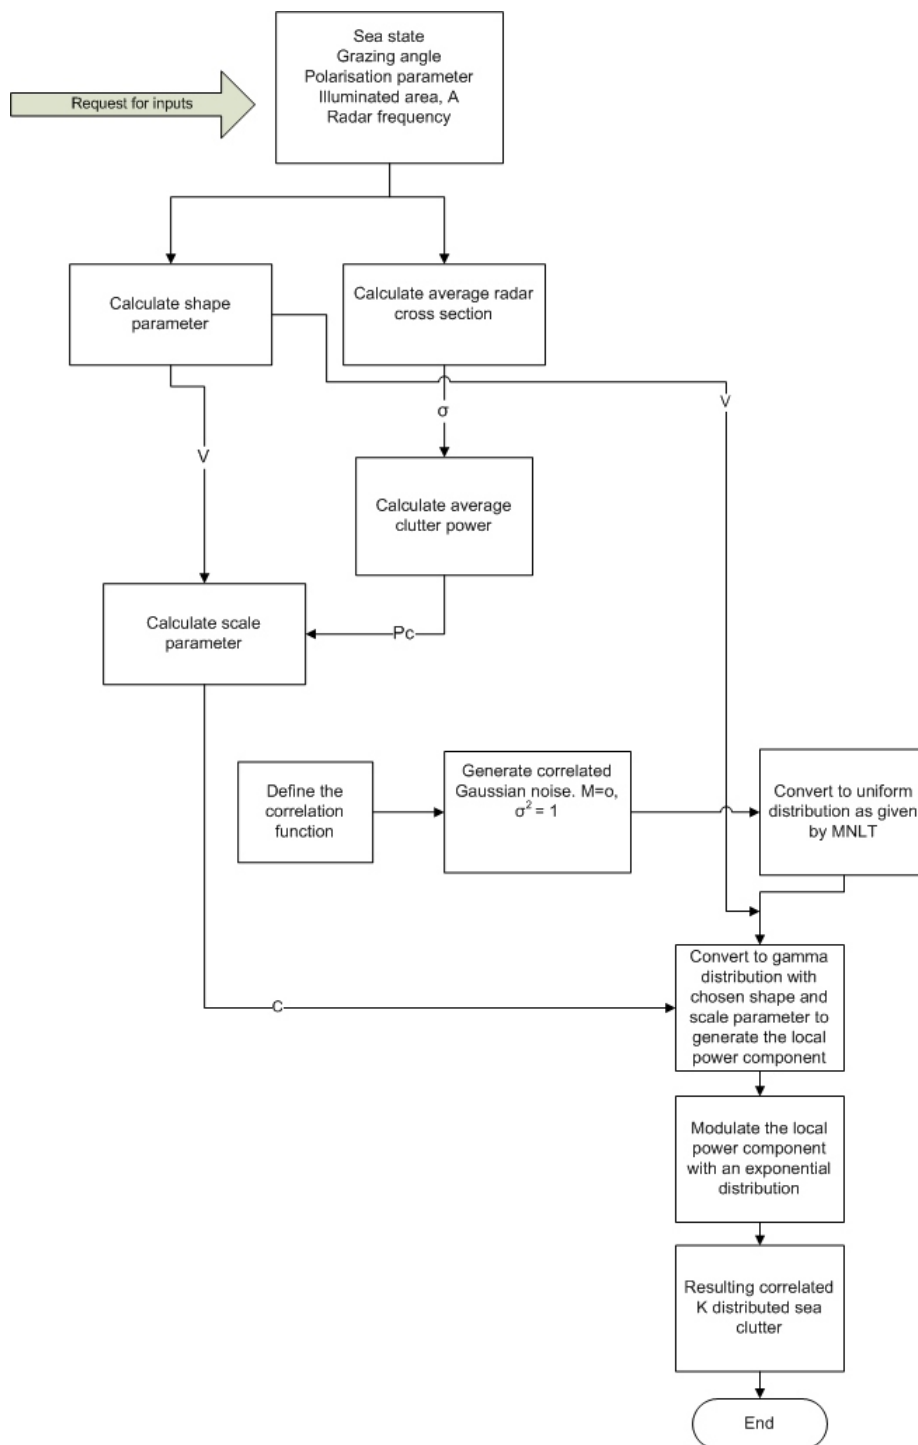 Sea state
Grazing angle
Polarisation parameter
Illuminated area, A
Radar frequency
Request for inputs
Calculate shape
parameter
Calculate average radar
cross section
V
σ
V
Calculate average
clutter power
Calculate scale
parameter
Pc
Define the
correlation
function
Generate correlated
Gaussian noise. M=o,
σ² = 1
Convert to uniform
distribution as given
by MNLT
C
Convert to gamma
distribution with
chosen shape and
scale parameter to
generate the local
power component
Modulate the local
power component
with an exponential
distribution
Resulting correlated
K distributed sea
clutter
End